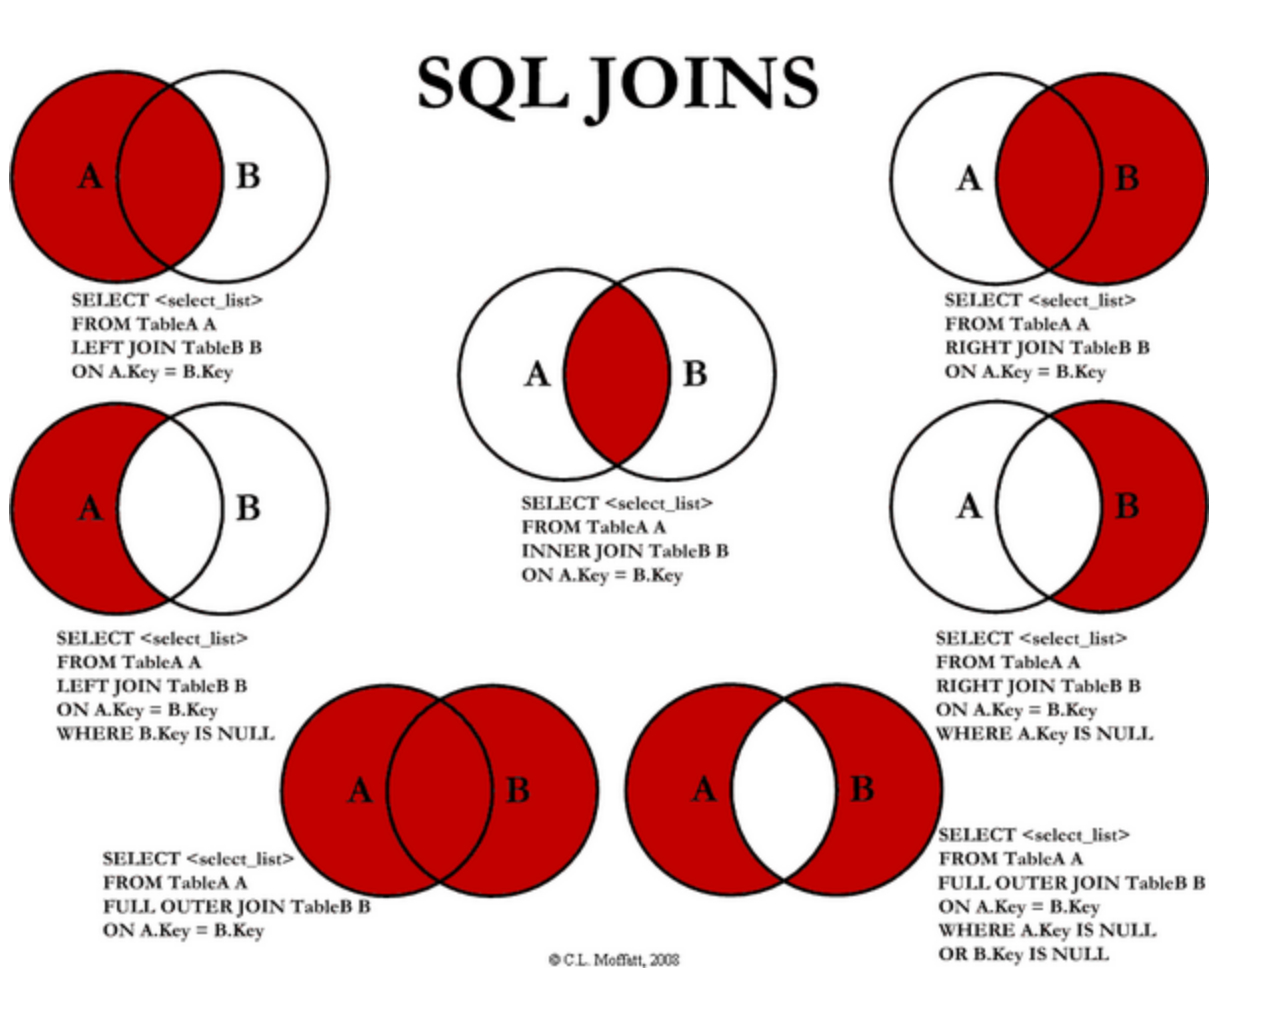 SQL JOINS
A
B
SELECT <select_list>
FROM TableA A
LEFT JOIN TableB B
ON A.Key = B.Key
A
B
SELECT <select_list>
FROM TableA A
RIGHT JOIN TableB B
ON A.Key = B.Key
A
B
SELECT <select_list>
FROM TableA A
INNER JOIN TableB B
ON A.Key = B.Key
A
B
SELECT <select_list>
FROM TableA A
LEFT JOIN TableB B
ON A.Key = B.Key
WHERE B.Key IS NULL
A
B
SELECT <select_list>
FROM TableA A
RIGHT JOIN TableB B
ON A.Key = B.Key
WHERE A.Key IS NULL
A
B
SELECT <select_list>
FROM TableA A
FULL OUTER JOIN TableB B
ON A.Key = B.Key
A
B
SELECT <select_list>
FROM TableA A
FULL OUTER JOIN TableB B
ON A.Key = B.Key
WHERE A.Key IS NULL
OR B.Key IS NULL
© C.L. Moffatt, 2008